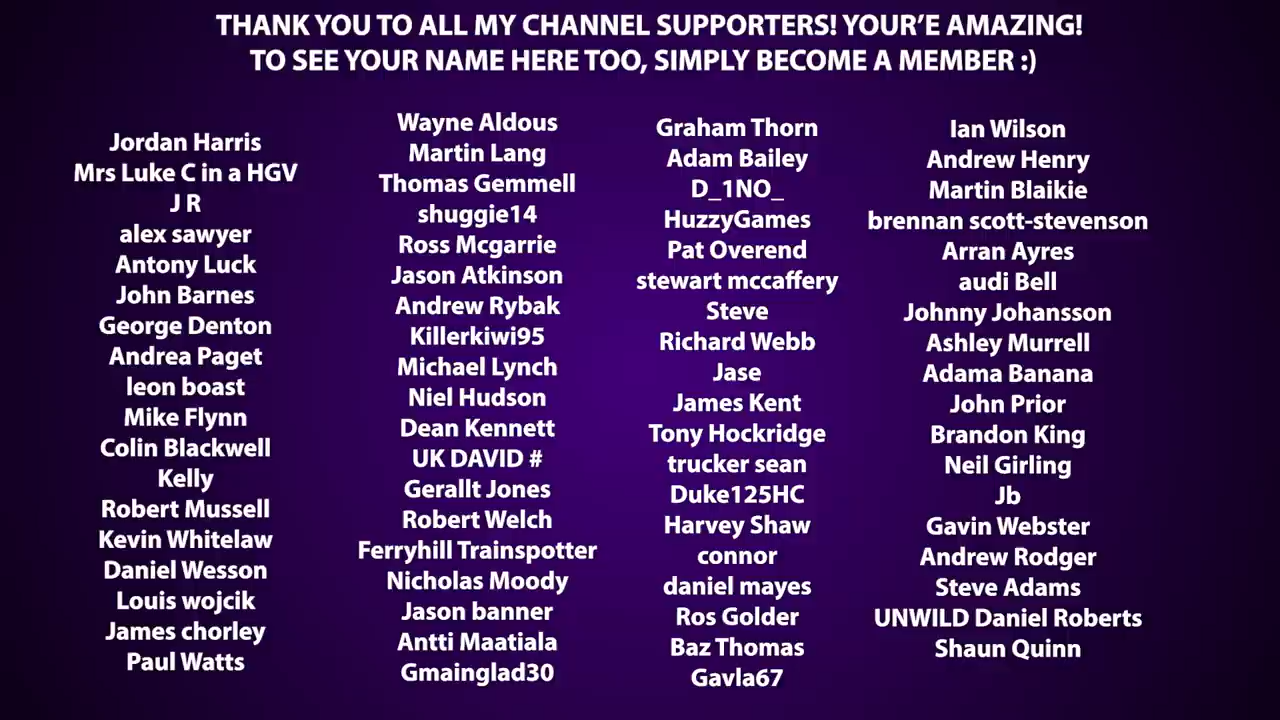 THANK YOU TO ALL MY CHANNEL SUPPORTERS! YOUR'E AMAZING!
TO SEE YOUR NAME HERE TOO, SIMPLY BECOME A MEMBER :)
Jordan Harris
Mrs Luke C in a HGV
J R
alex sawyer
Antony Luck
John Barnes
George Denton
Andrea Paget
leon boast
Mike Flynn
Colin Blackwell
Kelly
Robert Mussell
Kevin Whitelaw
Daniel Wesson
Louis wojcik
James chorley
Paul Watts
Wayne Aldous
Martin Lang
Thomas Gemmell
shuggie14
Ross Mcgarrie
Jason Atkinson
Andrew Rybak
Killerkiwi95
Michael Lynch
Niel Hudson
Dean Kennett
UK DAVID #
Gerallt Jones
Robert Welch
Ferryhill Trainspotter
Nicholas Moody
Jason banner
Antti Maatiala
Gmainglad30
Graham Thorn
Adam Bailey
D_1NO_
HuzzyGames
Pat Overend
stewart mccaffery
Steve
Richard Webb
Jase
James Kent
Tony Hockridge
trucker sean
Duke125HC
Harvey Shaw
connor
daniel mayes
Ros Golder
Baz Thomas
Gavla67
Ian Wilson
Andrew Henry
Martin Blaikie
brennan scott-stevenson
Arran Ayres
audi Bell
Johnny Johansson
Ashley Murrell
Adama Banana
John Prior
Brandon King
Neil Girling
Jb
Gavin Webster
Andrew Rodger
Steve Adams
UNWILD Daniel Roberts
Shaun Quinn